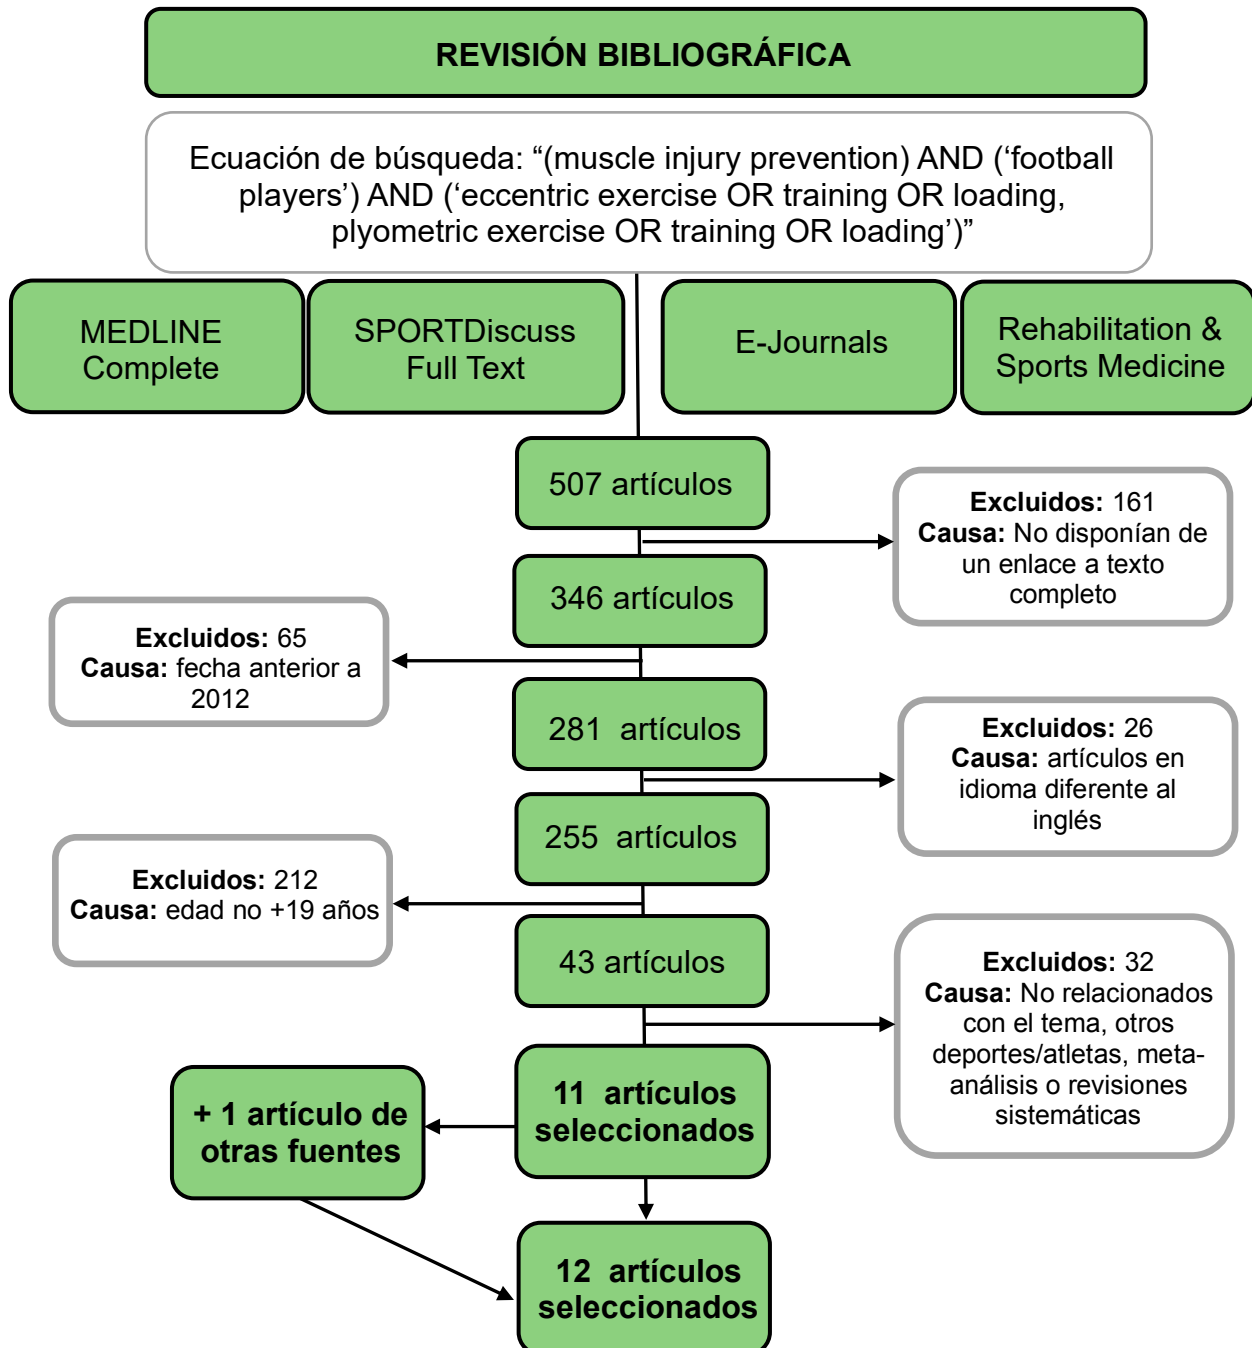 REVISIÓN BIBLIOGRÁFICA
Ecuación de búsqueda: “(muscle injury prevention) AND (‘football
players’) AND (‘eccentric exercise OR training OR loading,
plyometric exercise OR training OR loading’)”
MEDLINE
Complete
SPORTDiscuss
Full Text
E-Journals
Rehabilitation &
Sports Medicine
507 artículos
Excluidos: 161
Causa: No disponían de
un enlace a texto
completo
346 artículos
Excluidos: 65
Causa: fecha anterior a
2012
281 artículos
Excluidos: 26
Causa: artículos en
idioma diferente al
inglés
255 artículos
Excluidos: 212
Causa: edad no +19 años
43 artículos
Excluidos: 32
Causa: No relacionados
con el tema, otros
deportes/atletas, meta-
análisis o revisiones
sistemáticas
11 artículos
seleccionados
+ 1 artículo de
otras fuentes
12 artículos
seleccionados